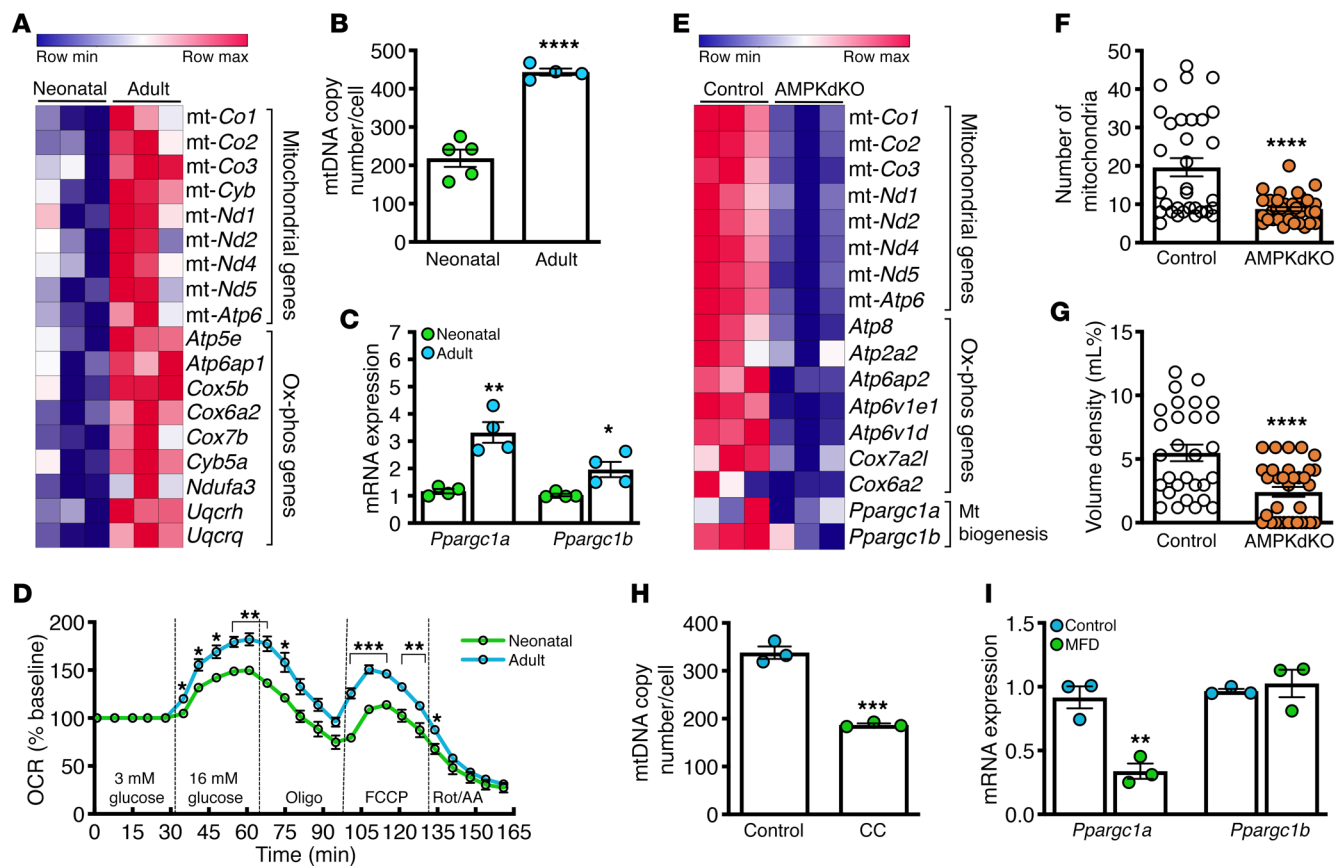 A
Row min
Row max
Neonatal
Adult
mt-Co1
mt-Co2
mt-Co3
mt-Cyb
mt-Nd1
mt-Nd2
mt-Nd4
mt-Nd5
mt-Atp6
Atp5e
Atp6ap1
Cox5b
Cox6a2
Cox7b
Cyb5a
Ndufa3
Uqcrh
Uqcrq
Mitochondrial genes
Ox-phos genes
B
mtDNA copy
number/cell
500
400
300
200
100
0
****
Neonatal
Adult
C
mRNA expression
7
6
5
4
3
2
1
0
Neonatal
Adult
**
*
Ppargc1a
Ppargc1b
E
Row min
Row max
Control
AMPKdKO
mt-Co1
mt-Co2
mt-Co3
mt-Nd1
mt-Nd2
mt-Nd4
mt-Nd5
mt-Atp6
Atp8
Atp2a2
Atp6ap2
Atp6v1e1
Atp6v1d
Cox7a2l
Cox6a2
Ppargc1a
Ppargc1b
Mitochondrial genes
Ox-phos genes
Mt
biogenesis
F
Number of
mitochondria
50
40
30
20
10
0
****
Control
AMPKdKO
G
Volume density (mL%)
15
10
5
0
****
Control
AMPKdKO
D
OCR (% baseline)
200
150
100
50
0
*
*
*
**
*
***
**
*
Neonatal
Adult
3 mM
glucose
16 mM
glucose
Oligo
FCCP
Rot/AA
0 15 30 45 60 75 90 105 120 135 150 165
Time (min)
H
mtDNA copy
number/cell
400
300
200
100
0
***
Control
CC
I
mRNA expression
1.5
1.0
0.5
0.0
Control
MFD
**
Ppargc1a
Ppargc1b